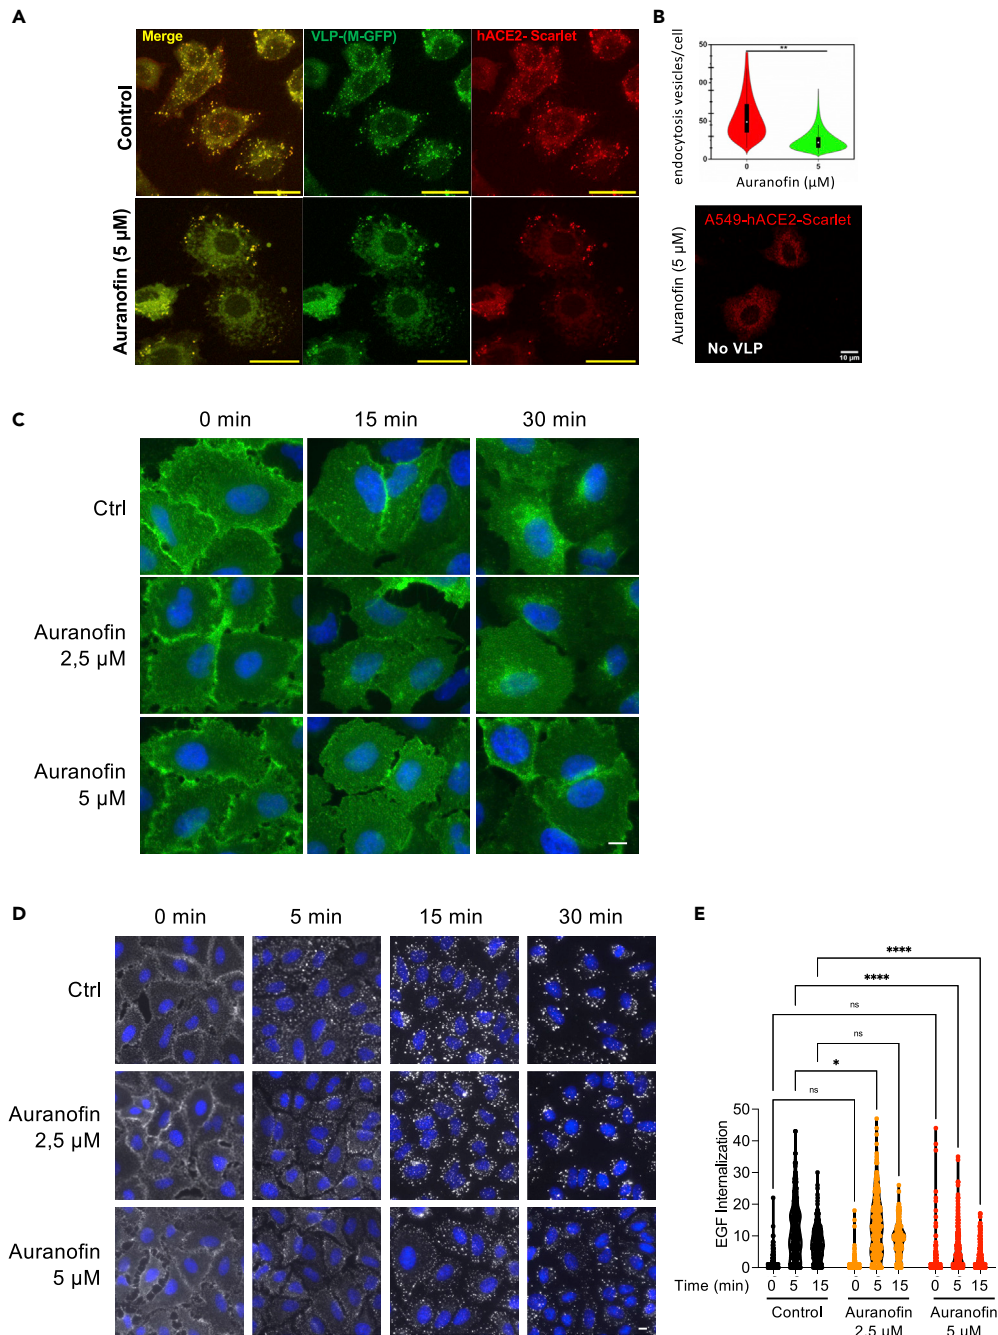 A
Merge
VLP-(M-GFP)
hACE2- Scarlet
Control
Auranofin (5 µM)
B
endocytosis vesicles/cell
50
00
50
0
**
0
5
Auranofin (µM)
Auranofin (5 µM)
A549-hACE2-Scarlet
No VLP
10 µm
C
0 min
15 min
30 min
Ctrl
Auranofin
2,5 µM
Auranofin
5 µM
D
0 min
5 min
15 min
30 min
Ctrl
Auranofin
2,5 µM
Auranofin
5 µM
E
****
****
ns
ns
*
ns
EGF Internalization
50
40
30
20
10
0
Time (min)
0 5 15 0 5 15 0 5 15
Control
Auranofin
2,5 µM
Auranofin
5 µM